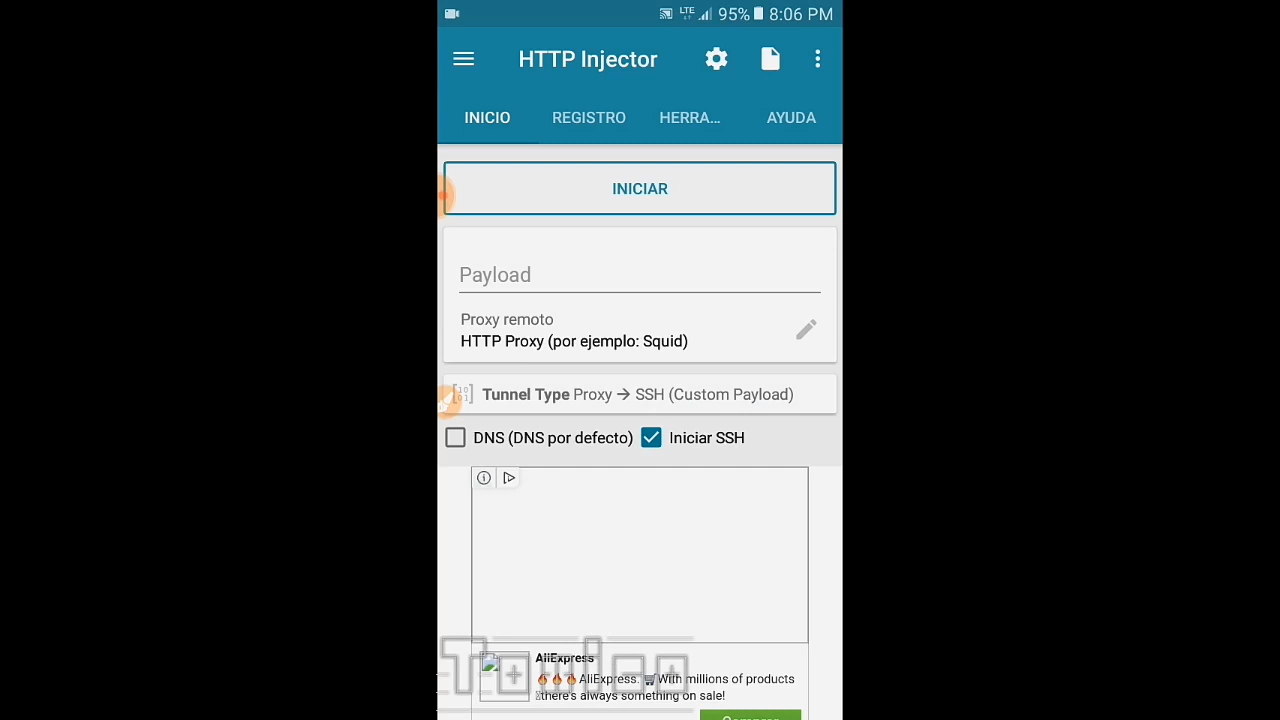 LTE 95% 8:06 PM
HTTP Injector
INICIO REGISTRO HERRA... AYUDA
INICIAR
Payload
Proxy remoto
HTTP Proxy (por ejemplo: Squid)
Tunnel Type Proxy → SSH (Custom Payload)
DNS (DNS por defecto) Iniciar SSH
AliExpress
🔥🔥🔥AliExpress. 🛒With millions of products
there's always something on sale!